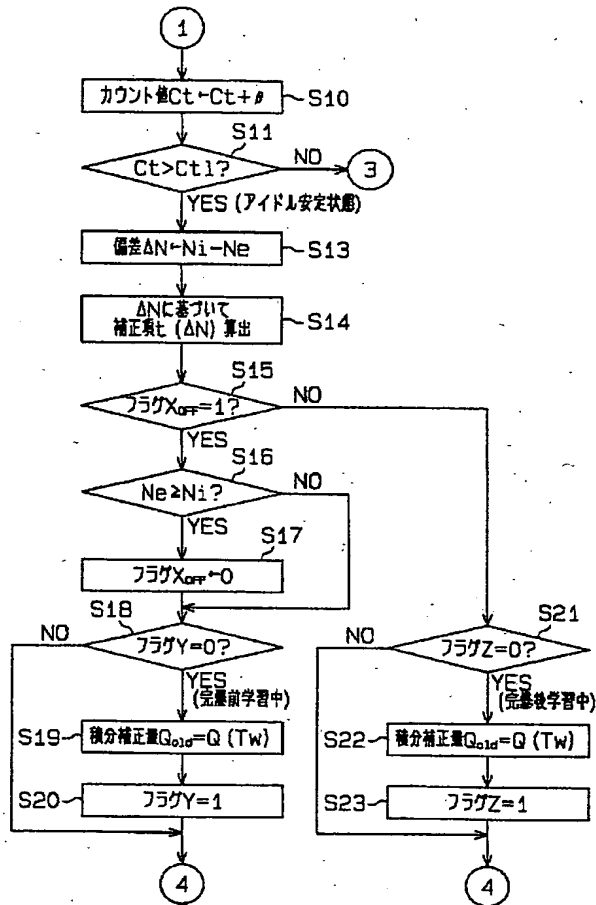 1
カウント値Ct←Ct+β
S10
S11
Ct>Ct1?
NO
3
YES (アイドル安定状態)
偏差ΔN←Ni-Ne
S13
ΔNに基づいて
補正項t (ΔN) 算出
S14
S15
フラグXOFF=1?
NO
YES
S16
Ne≥Ni?
NO
YES
S17
フラグXOFF←0
S18
NO
フラグY=0?
YES
(完爆前学習中)
S19
積分補正量Qold=Q (Tw)
S20
フラグY=1
4
S21
NO
フラグZ=0?
YES
(完爆後学習中)
S22
積分補正量Qold=Q (Tw)
S23
フラグZ=1
4